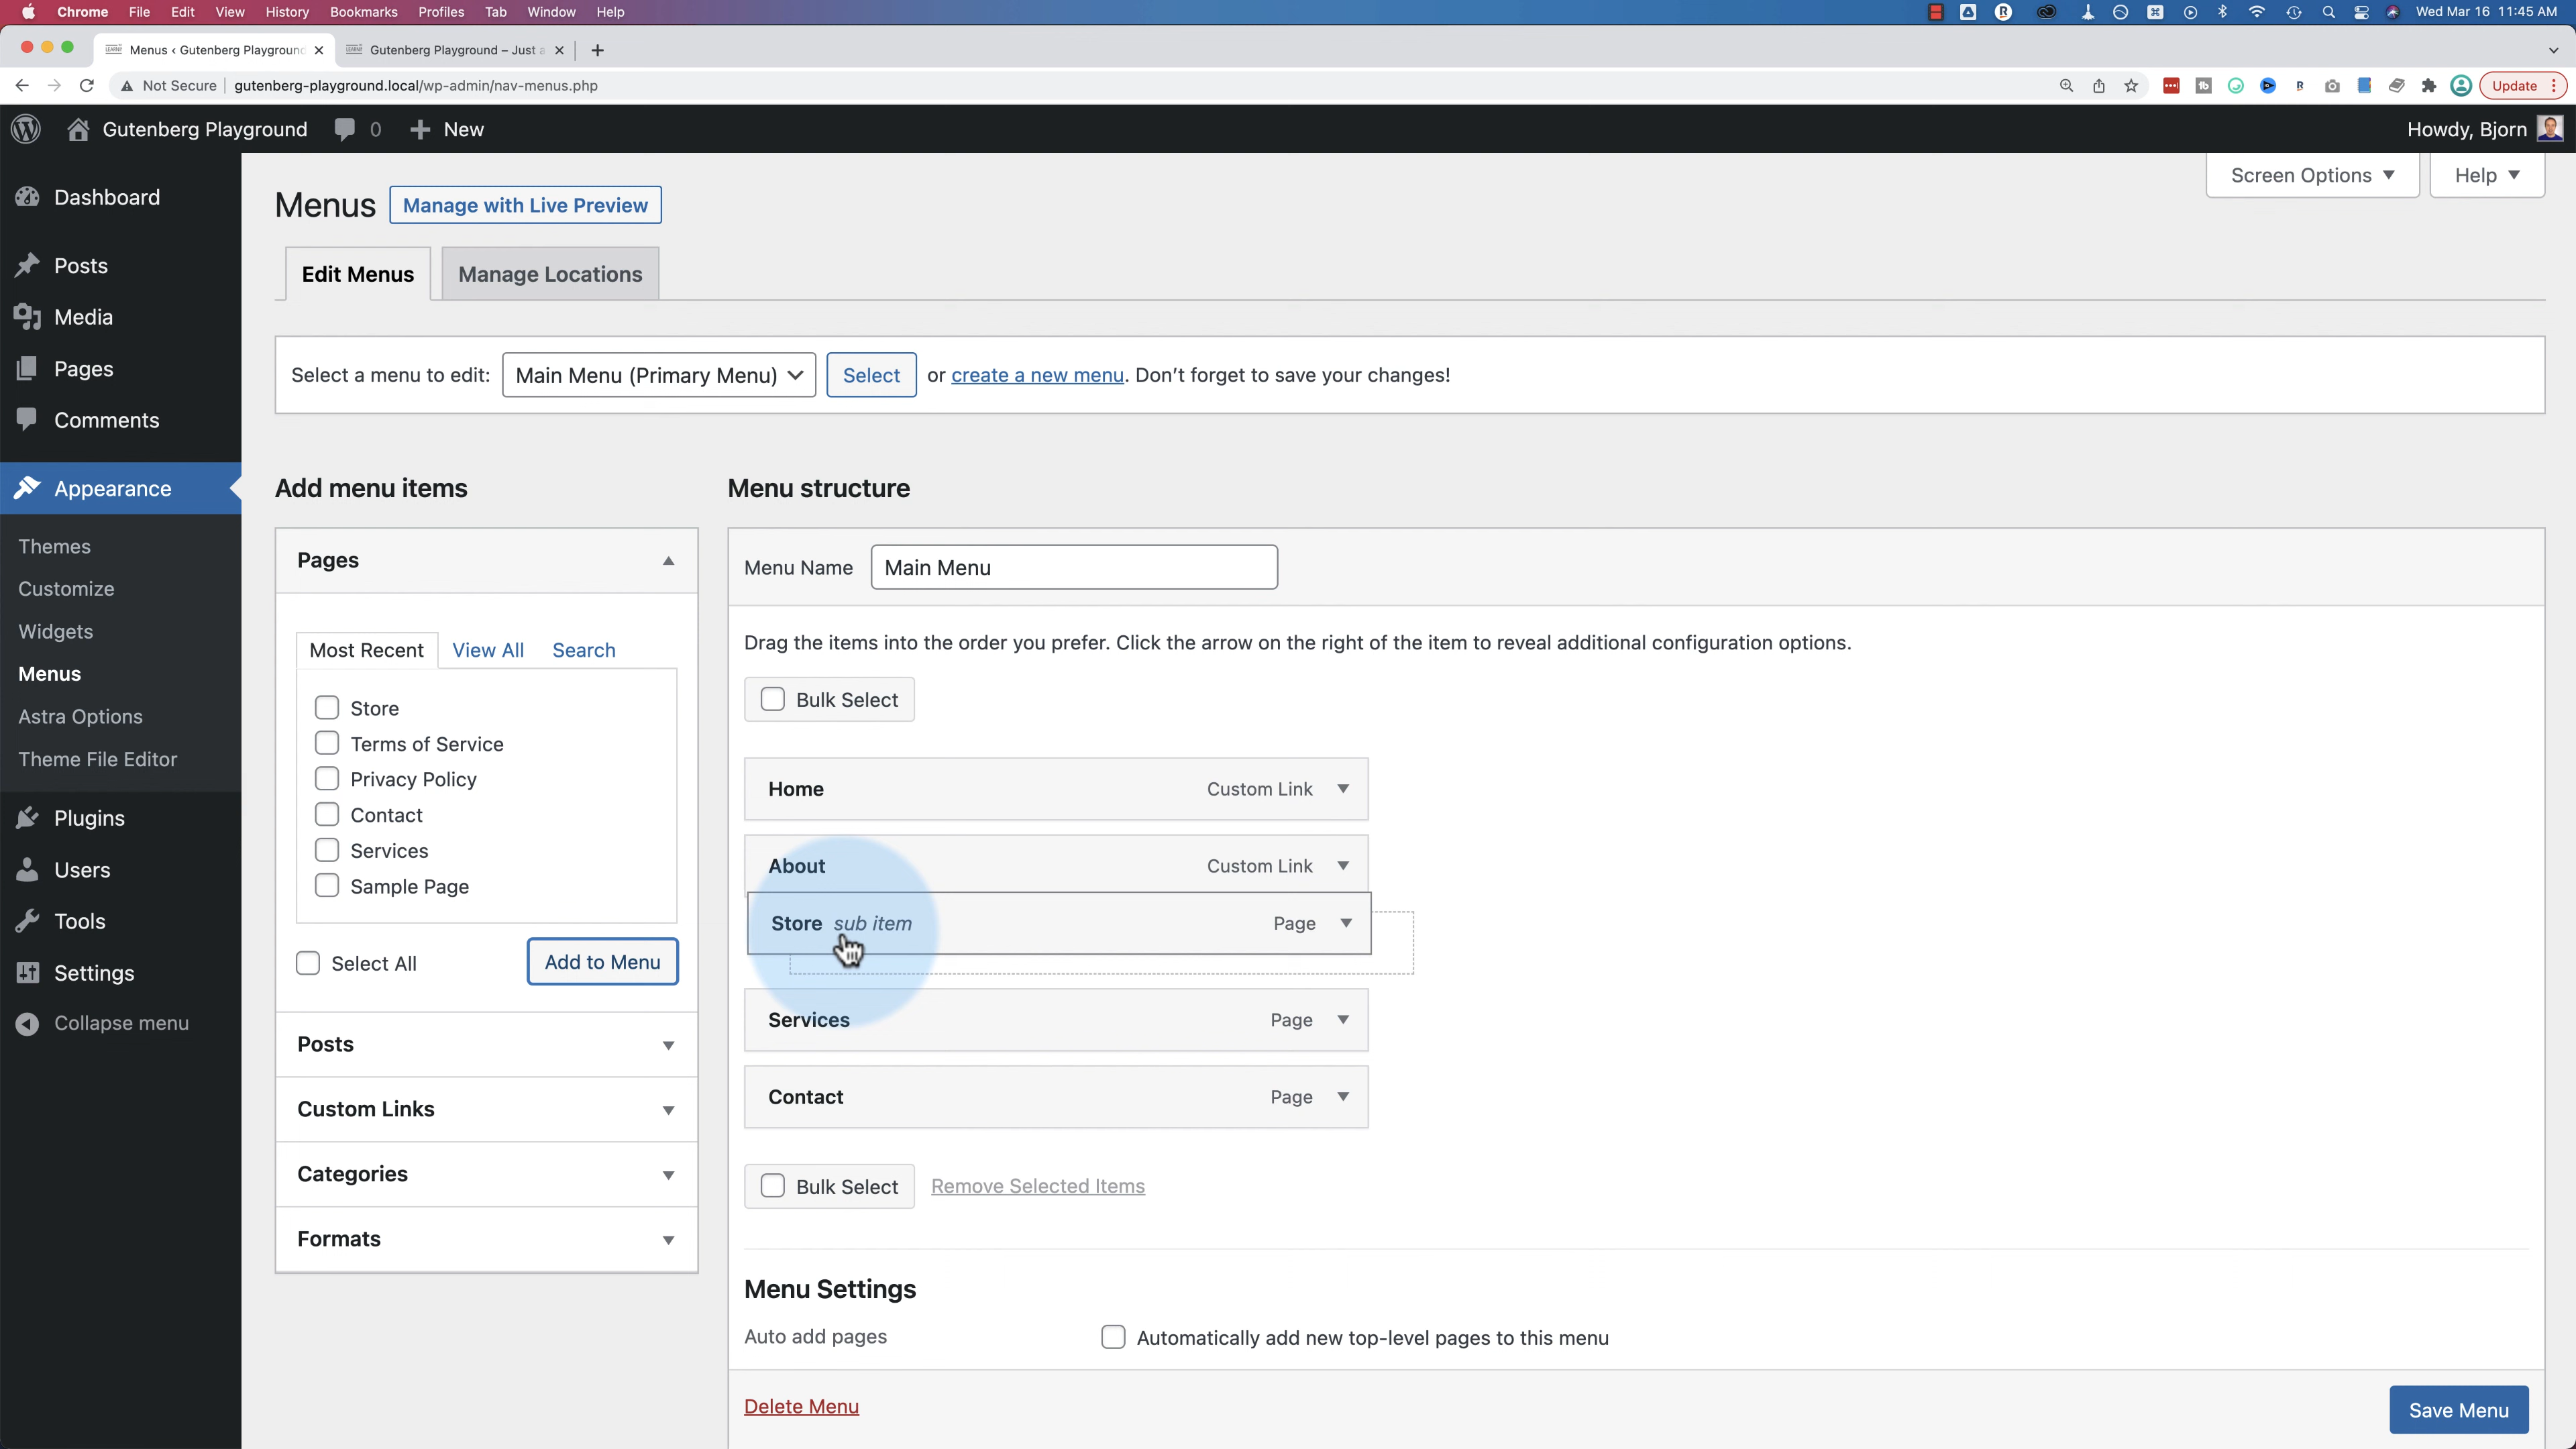 Chrome File Edit View History Bookmarks Profiles Tab Window Help Wed Mar 16 11:45 AM
Menus ‹ Gutenberg Playground Gutenberg Playground – Just a
Not Secure gutenberg-playground.local/wp-admin/nav-menus.php Update
Gutenberg Playground 0 New Howdy, Bjorn
Screen Options Help
Menus Manage with Live Preview
Edit Menus Manage Locations
Select a menu to edit: Main Menu (Primary Menu) Select or create a new menu. Don’t forget to save your changes!
Dashboard
Posts
Media
Pages
Comments
Appearance
Themes
Customize
Widgets
Menus
Astra Options
Theme File Editor
Plugins
Users
Tools
Settings
Collapse menu
Add menu items
Pages
Most Recent View All Search
Store
Terms of Service
Privacy Policy
Contact
Services
Sample Page
Select All Add to Menu
Posts
Custom Links
Categories
Formats
Menu structure
Menu Name Main Menu
Drag the items into the order you prefer. Click the arrow on the right of the item to reveal additional configuration options.
Bulk Select
Home Custom Link
About Custom Link
Store sub item Page
Services Page
Contact Page
Bulk Select Remove Selected Items
Menu Settings
Auto add pages Automatically add new top-level pages to this menu
Delete Menu Save Menu